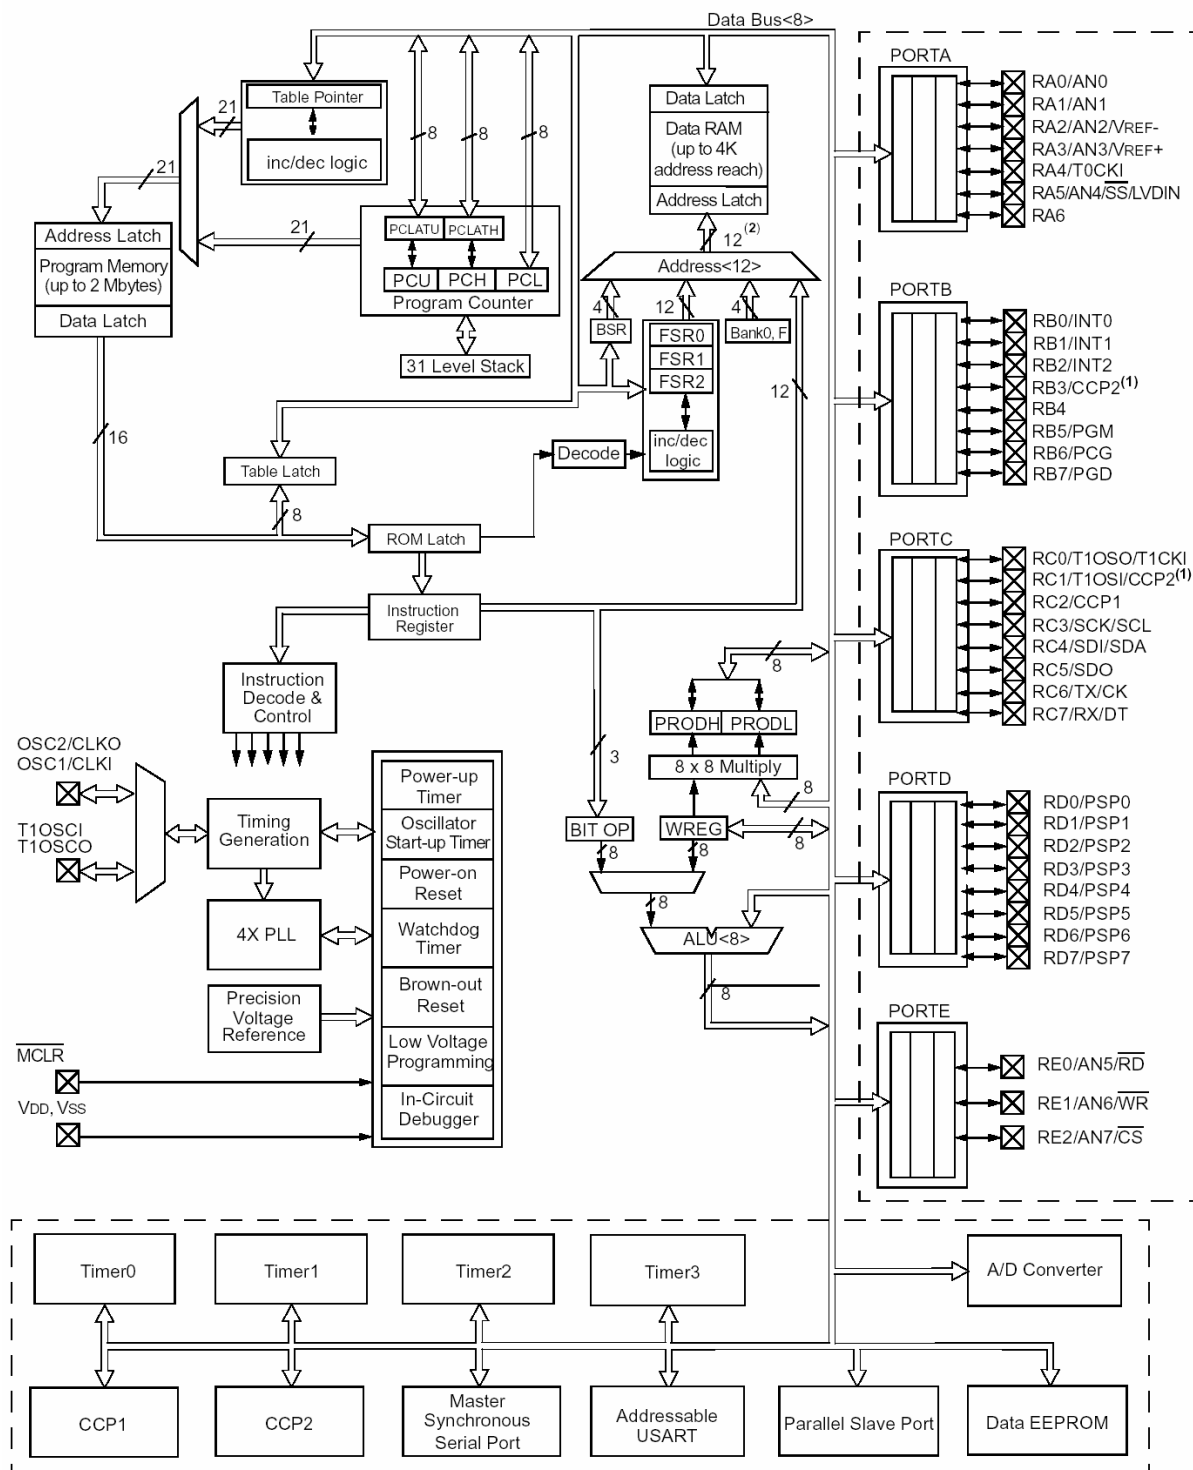 Data Bus<8>
PORTA
RA0/AN0
RA1/AN1
RA2/AN2/VREF-
RA3/AN3/VREF+
RA4/T0CKI
RA5/AN4/SS/LVDIN
RA6
Table Pointer
inc/dec logic
21
21
21
8
8
8
Data Latch
Data RAM
(up to 4K
address reach)
Address Latch
12(2)
Address<12>
Address Latch
Program Memory
(up to 2 Mbytes)
Data Latch
PCLATU
PCLATH
PCU
PCH
PCL
Program Counter
31 Level Stack
4
12
4
BSR
FSR0
FSR1
FSR2
Bank0, F
inc/dec
logic
12
PORTB
RB0/INT0
RB1/INT1
RB2/INT2
RB3/CCP2(1)
RB4
RB5/PGM
RB6/PCG
RB7/PGD
16
Table Latch
8
Decode
ROM Latch
Instruction
Register
PORTC
RC0/T1OSO/T1CKI
RC1/T1OSI/CCP2(1)
RC2/CCP1
RC3/SCK/SCL
RC4/SDI/SDA
RC5/SDO
RC6/TX/CK
RC7/RX/DT
Instruction
Decode &
Control
8
PRODH
PRODL
8 x 8 Multiply
3
8
BIT OP
WREG
8
8
8
8
ALU<8>
8
OSC2/CLKO
OSC1/CLKI
T1OSCI
T1OSCO
Timing
Generation
4X PLL
Precision
Voltage
Reference
Power-up
Timer
Oscillator
Start-up Timer
Power-on
Reset
Watchdog
Timer
Brown-out
Reset
Low Voltage
Programming
In-Circuit
Debugger
MCLR
VDD, VSS
PORTD
RD0/PSP0
RD1/PSP1
RD2/PSP2
RD3/PSP3
RD4/PSP4
RD5/PSP5
RD6/PSP6
RD7/PSP7
PORTE
RE0/AN5/RD
RE1/AN6/WR
RE2/AN7/CS
Timer0
Timer1
Timer2
Timer3
A/D Converter
CCP1
CCP2
Master
Synchronous
Serial Port
Addressable
USART
Parallel Slave Port
Data EEPROM